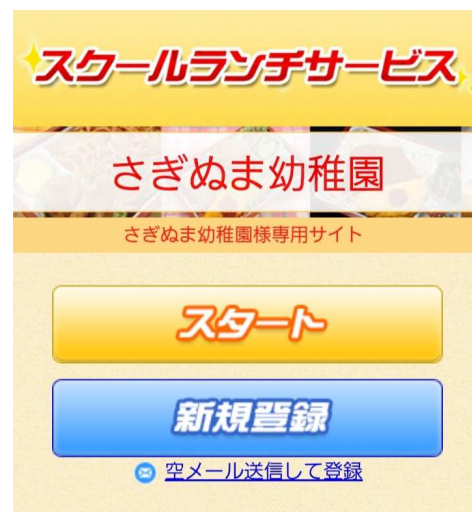 スクールランチサービス
さぎぬま幼稚園
さぎぬま幼稚園様専用サイト
スタート
新規登録
空メール送信して登録